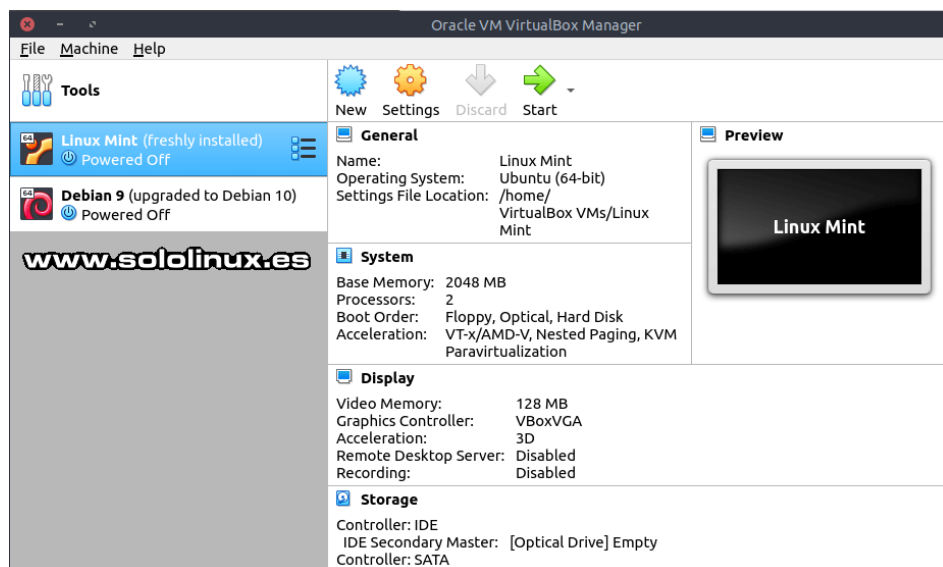 Oracle VM VirtualBox Manager
File Machine Help
Tools
New Settings Discard Start
64
Linux Mint (freshly installed)
Powered Off
64
Debian 9 (upgraded to Debian 10)
Powered Off
www.sololinux.es
General
Name: Linux Mint
Operating System: Ubuntu (64-bit)
Settings File Location: /home/
VirtualBox VMs/Linux
Mint
Preview
Linux Mint
System
Base Memory: 2048 MB
Processors: 2
Boot Order: Floppy, Optical, Hard Disk
Acceleration: VT-x/AMD-V, Nested Paging, KVM
Paravirtualization
Display
Video Memory: 128 MB
Graphics Controller: VBoxVGA
Acceleration: 3D
Remote Desktop Server: Disabled
Recording: Disabled
Storage
Controller: IDE
IDE Secondary Master: [Optical Drive] Empty
Controller: SATA